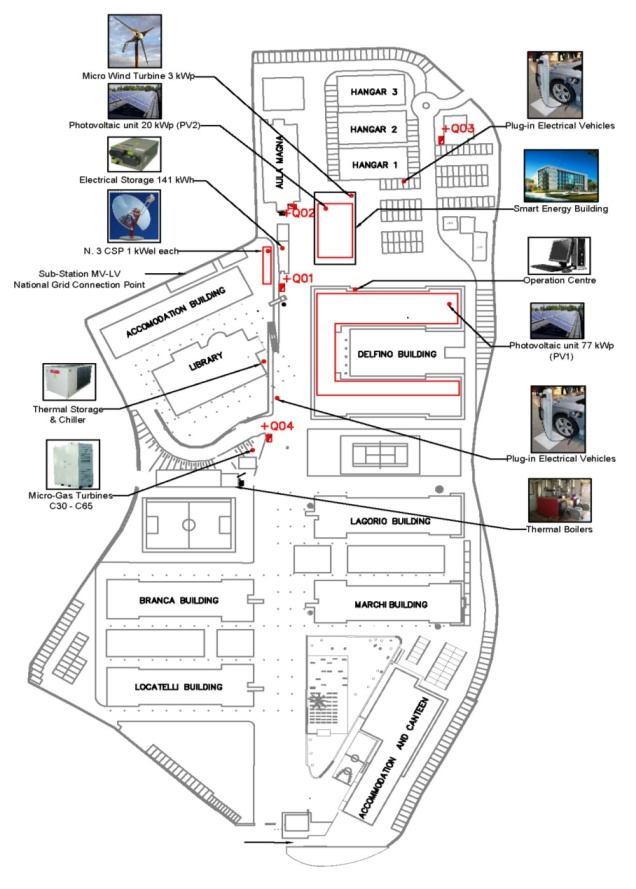 Micro Wind Turbine 3 kWp
Photovoltaic unit 20 kWp (PV2)
Electrical Storage 141 kWh
N. 3 CSP 1 kWel each
Sub-Station MV-LV
National Grid Connection Point
HANGAR 3
HANGAR 2
HANGAR 1
AULA MAGNA
+Q03
+Q02
+Q01
Plug-in Electrical Vehicles
Smart Energy Building
Operation Centre
ACCOMODATION BUILDING
LIBRARY
DELFINO BUILDING
Photovoltaic unit 77 kWp
(PV1)
Thermal Storage
& Chiller
+Q04
Plug-in Electrical Vehicles
Micro-Gas Turbines
C30 - C65
Thermal Boilers
LAGORIO BUILDING
BRANCA BUILDING
MARCHI BUILDING
LOCATELLI BUILDING
ACCOMMODATION AND CANTEEN